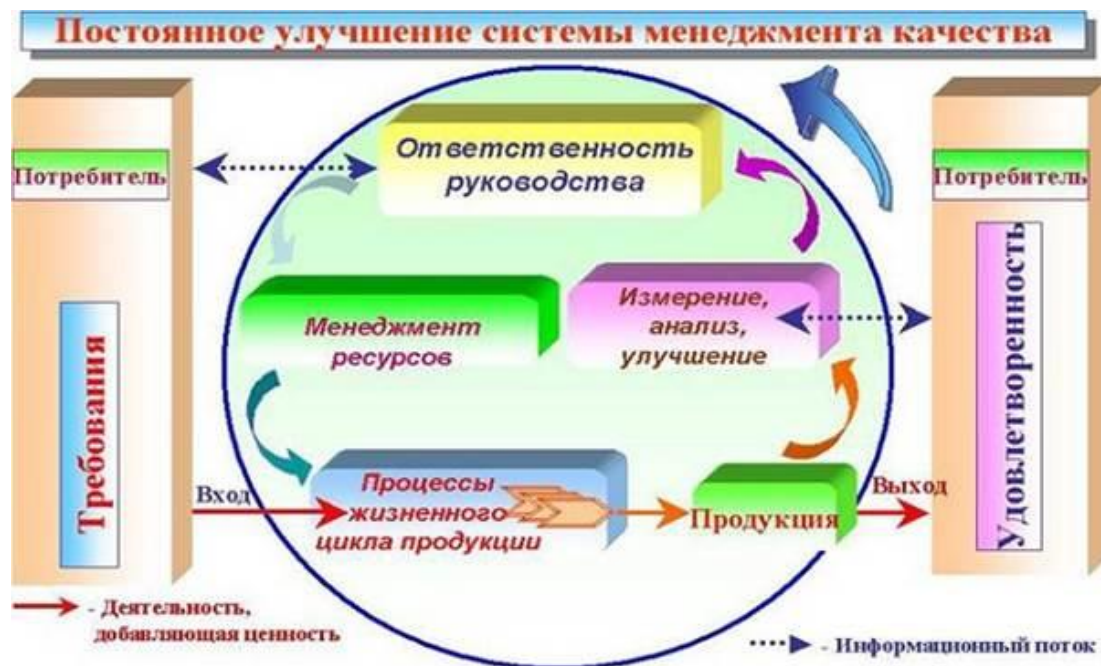 Постоянное улучшение системы менеджмента качества
Потребитель
Требования
Ответственность
руководства
Менеджмент
ресурсов
Измерение,
анализ,
улучшение
Потребитель
Удовлетворенность
Вход
Процессы
жизненного
цикла продукции
Продукция
Выход
- Деятельность,
добавляющая ценность
- Информационный поток